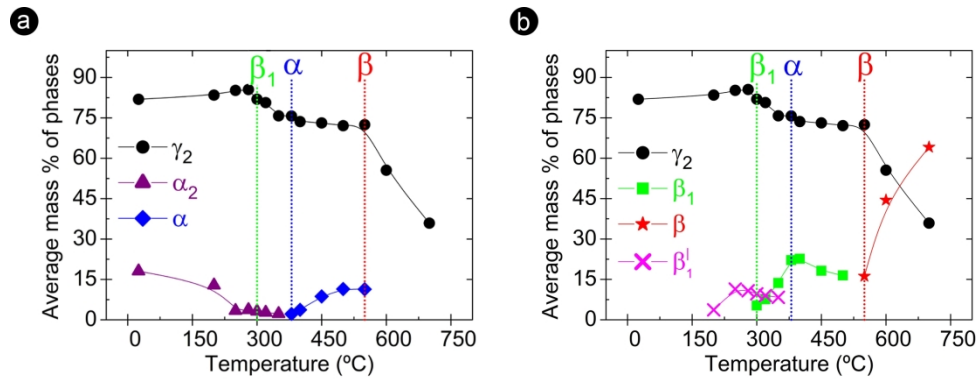 a
β₁ α β
Average mass % of phases
90
75
60
45
30
15
0
γ₂
α₂
α
0 150 300 450 600 750
Temperature (ºC)
b
β₁ α β
Average mass % of phases
90
75
60
45
30
15
0
γ₂
β₁
β
β₁ᴵ
0 150 300 450 600 750
Temperature (ºC)